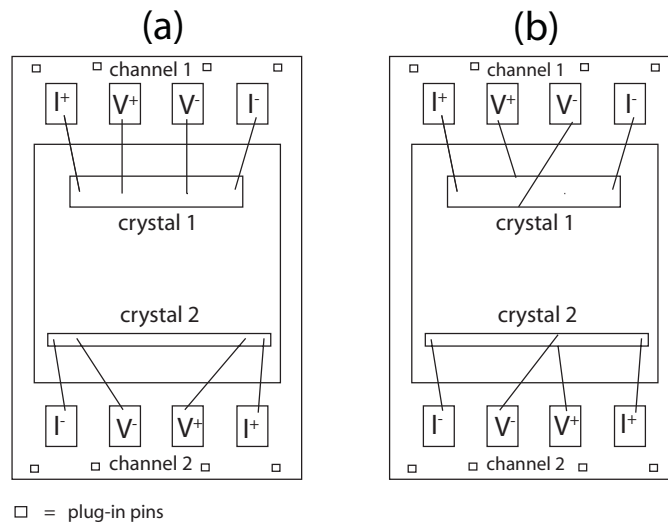 (a) (b)
channel 1 channel 1
I⁺ V⁺ V⁻ I⁻ I⁺ V⁺ V⁻ I⁻
crystal 1 crystal 1
crystal 2 crystal 2
I⁻ V⁻ V⁺ I⁺ I⁻ V⁻ V⁺ I⁺
channel 2 channel 2
= plug-in pins